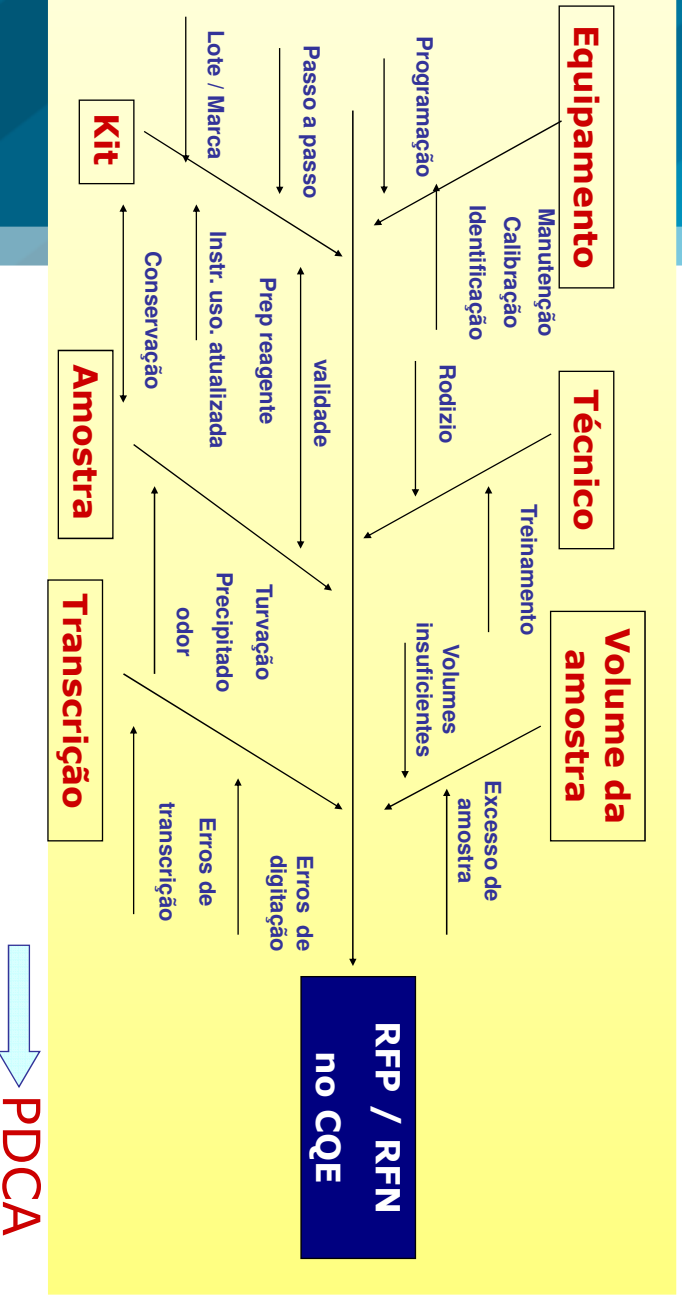 Equipamento
Técnico
Volume da
amostra
Programação
Manutenção
Calibração
Identificação
Rodizio
Treinamento
Volumes
insuficientes
Excesso de
amostra
RFP / RFN
no CQE
Passo a passo
Lote / Marca
validade
Prep reagente
Instr. uso. atualizada
Conservação
Turvação
Precipitado
odor
Erros de
digitação
Erros de
transcrição
Kit
Amostra
Transcrição
PDCA